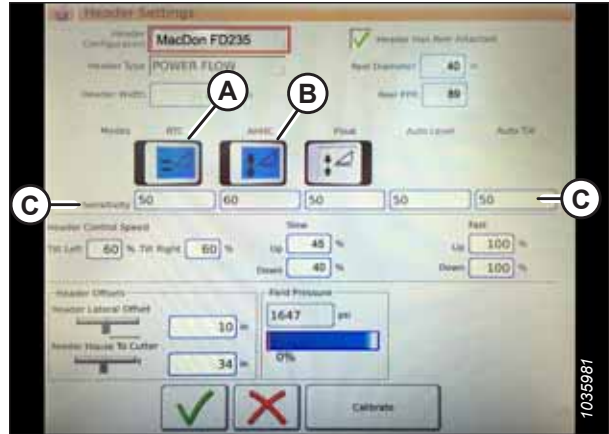 Header Settings
Header Configuration MacDon FD235 Header Has Reel Attached
Header Type POWER FLOW Reel Diameter 40 in
Header Width Reel PPR 89
A B
Modes RTC AHHC Float Auto Level Auto Tilt
C Sensitivity 50 60 50 50 50 C
Header Control Speed Slow Fast
Tilt Left 60 % Tilt Right 60 % Up 45 % Up 100 %
Down 40 % Down 100 %
Header Offsets Field Pressure
Header Lateral Offset 1647 psi
10 in
Feeder House To Cutter 0%
34 in
Calibrate
1035981